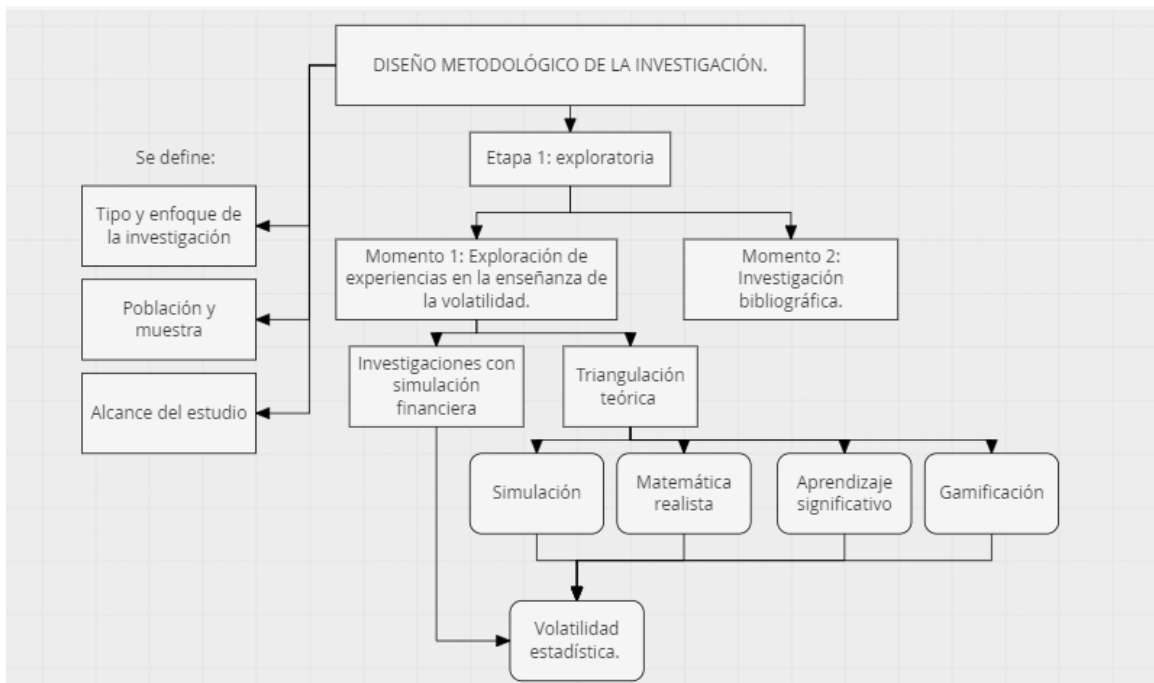 DISEÑO METODOLÓGICO DE LA INVESTIGACIÓN.
Se define:
Etapa 1: exploratoria
Tipo y enfoque de
la investigación
Momento 1: Exploración de
experiencias en la enseñanza de
la volatilidad.
Momento 2:
Investigación
bibliográfica.
Población y
muestra
Investigaciones con
simulación
financiera
Triangulación
teórica
Alcance del estudio
Simulación
Matemática
realista
Aprendizaje
significativo
Gamificación
Volatilidad
estadística.